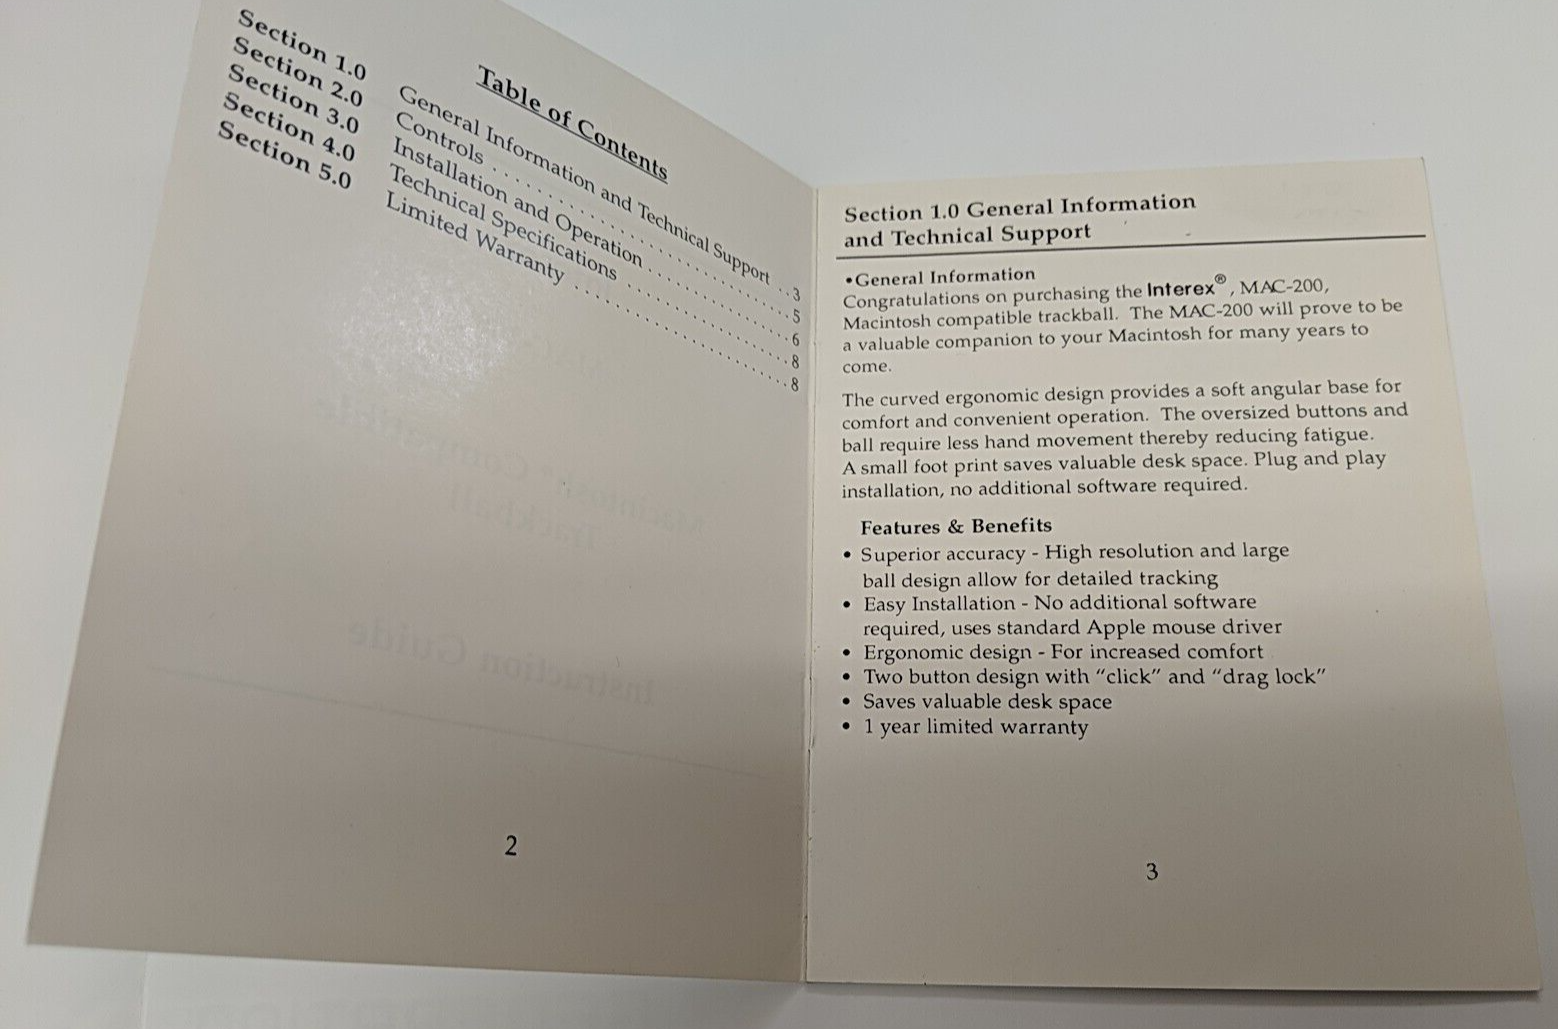 Table of Contents
Section 1.0 General Information and Technical Support . . 3
Section 2.0 Controls . . . . . . . . . . . . . . . . . . . . . . . . . . . . 5
Section 3.0 Installation and Operation . . . . . . . . . . . . . . 6
Section 4.0 Technical Specifications . . . . . . . . . . . . . . . . 8
Section 5.0 Limited Warranty . . . . . . . . . . . . . . . . . . . . 8
Macintosh Compatible
Trackball
Instruction Guide
2
Section 1.0 General Information
and Technical Support
•General Information
Congratulations on purchasing the Interex®, MAC-200,
Macintosh compatible trackball. The MAC-200 will prove to be
a valuable companion to your Macintosh for many years to
come.
The curved ergonomic design provides a soft angular base for
comfort and convenient operation. The oversized buttons and
ball require less hand movement thereby reducing fatigue.
A small foot print saves valuable desk space. Plug and play
installation, no additional software required.
Features & Benefits
• Superior accuracy - High resolution and large
ball design allow for detailed tracking
• Easy Installation - No additional software
required, uses standard Apple mouse driver
• Ergonomic design - For increased comfort
• Two button design with “click” and “drag lock”
• Saves valuable desk space
• 1 year limited warranty
3